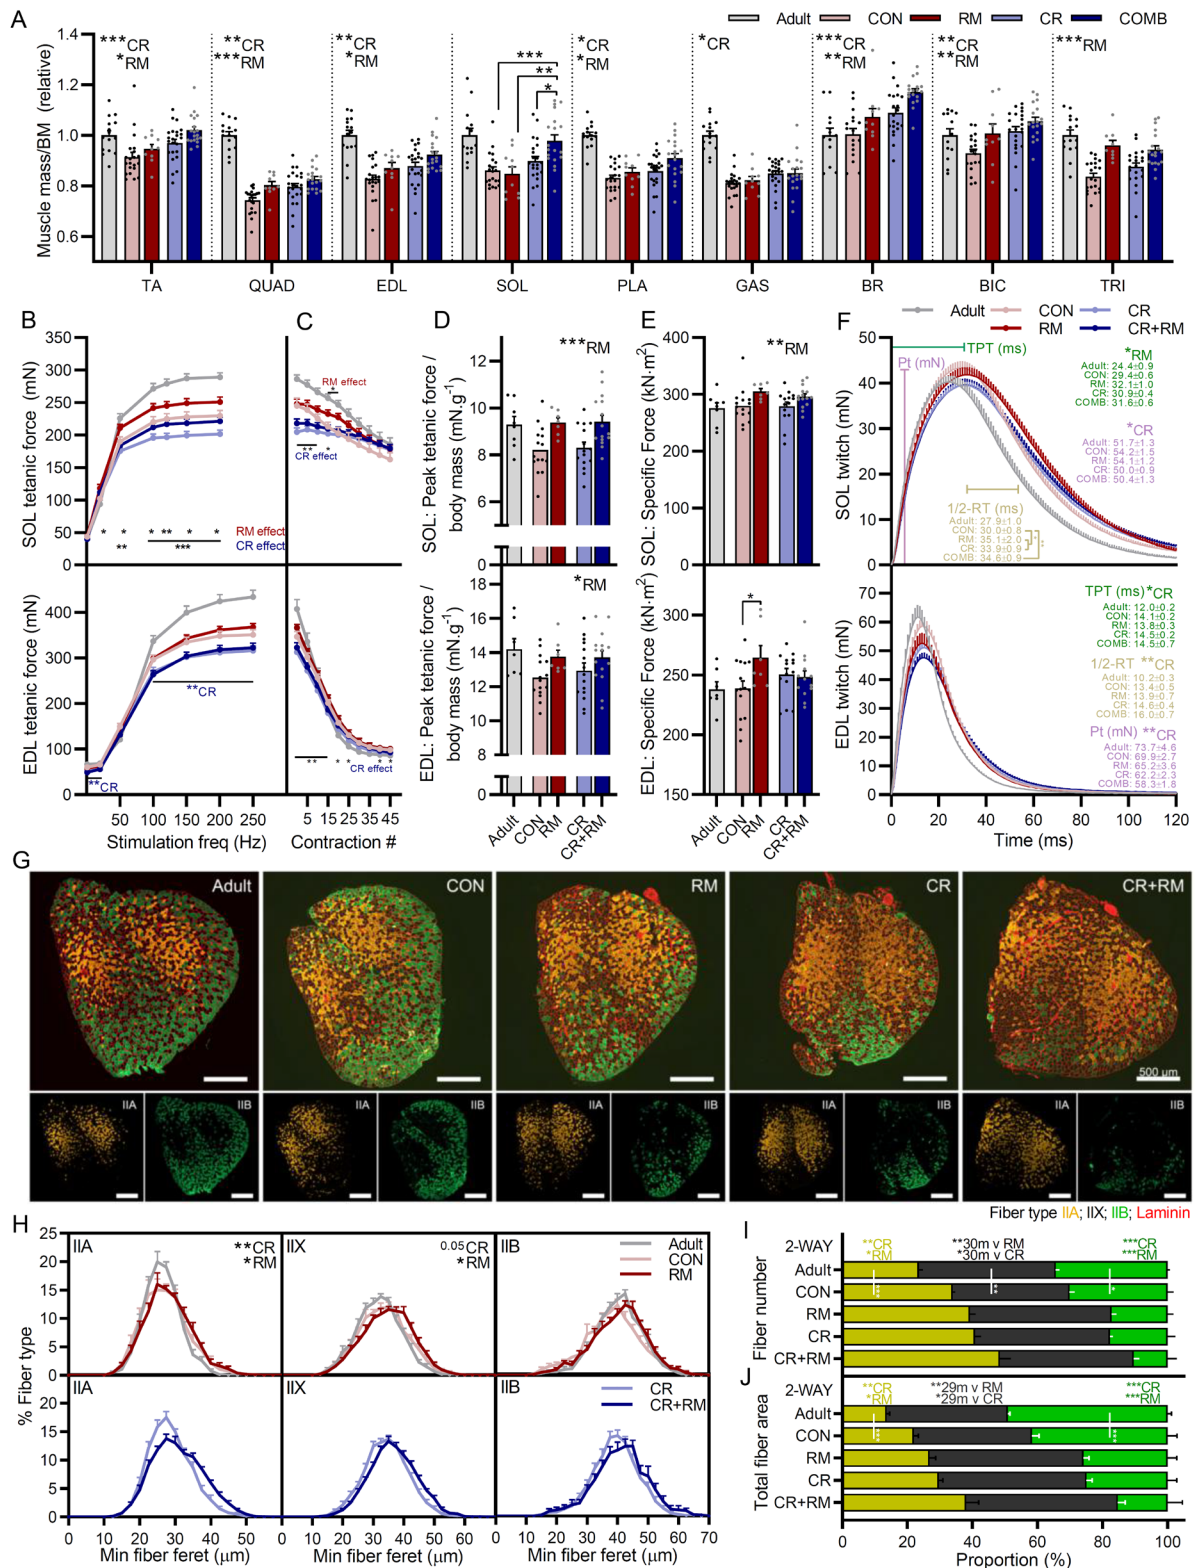 A
Adult CON RM CR COMB
Muscle mass/BM (relative)
1.4
1.2
1.0
0.8
0.6
***CR
*RM
**CR
***RM
**CR
*RM
***
**
*
*CR
*RM
*CR
***CR
**RM
**CR
**RM
***RM
TA QUAD EDL SOL PLA GAS BR BIC TRI
B
SOL tetanic force (mN)
350
300
250
200
150
100
50
0
* * * ** * * RM effect
** *** CR effect
EDL tetanic force (mN)
400
300
200
100
0
**CR
**CR
50 100 150 200 250
Stimulation freq (Hz)
C
RM effect
*
** *
CR effect
** * * * *
CR effect
5 15 25 35 45
Contraction #
D
SOL: Peak tetanic force /
body mass (mN.g-1)
12
10
8
6
0
***RM
EDL: Peak tetanic force /
body mass (mN.g-1)
16
14
12
10
8
0
*RM
Adult CON RM CR CR+RM
E
SOL: Specific Force (kN·m2)
400
300
200
100
0
**RM
EDL: Specific Force (kN·m2)
300
250
200
150
*
Adult CON RM CR CR+RM
F
Adult CON CR
RM CR+RM
SOL twitch (mN)
50
40
30
20
10
0
TPT (ms)
Pt (mN)
*RM
Adult: 24.4±0.9
CON: 29.4±0.6
RM: 32.1±1.0
CR: 30.9±0.4
COMB: 31.6±0.6
*CR
Adult: 51.7±1.3
CON: 54.2±1.5
RM: 54.1±1.2
CR: 50.0±0.9
COMB: 50.4±1.3
1/2-RT (ms)
Adult: 27.9±1.0
CON: 30.0±0.8
RM: 35.1±2.0
CR: 33.9±0.9
COMB: 34.6±0.9
EDL twitch (mN)
80
70
60
50
40
30
20
10
0
TPT (ms) *CR
Adult: 12.0±0.2
CON: 14.1±0.2
RM: 13.8±0.3
CR: 14.5±0.2
COMB: 14.5±0.7
1/2-RT **CR
Adult: 10.2±0.3
CON: 13.4±0.5
RM: 13.9±0.7
CR: 14.6±0.4
COMB: 16.0±0.7
Pt (mN) **CR
Adult: 73.7±4.6
CON: 69.9±2.7
RM: 65.2±3.6
CR: 62.2±2.3
COMB: 58.3±1.8
0 20 40 60 80 100 120
Time (ms)
G
Adult CON RM CR CR+RM
500 µm
IIA IIB IIA IIB IIA IIB IIA IIB IIA IIB
Fiber type IIA; IIX; IIB; Laminin
H
% Fiber type
25
20
15
10
5
0
IIA
**CR
*RM
IIX
0.05CR
*RM
IIB
Adult
CON
RM
20
15
10
5
0
IIA
IIX
IIB
CR
CR+RM
0 10 20 30 40 50 60
10 20 30 40 50 60
10 20 30 40 50 60 70
Min fiber feret (µm) Min fiber feret (µm) Min fiber feret (µm)
I
Fiber number
2-WAY
**CR
*RM
**30m v RM
*30m v CR
***CR
***RM
Adult
CON
RM
CR
CR+RM
J
Total fiber area
2-WAY
**CR
*RM
**29m v RM
*29m v CR
***CR
***RM
Adult
CON
RM
CR
CR+RM
0 20 40 60 80 100
Proportion (%)